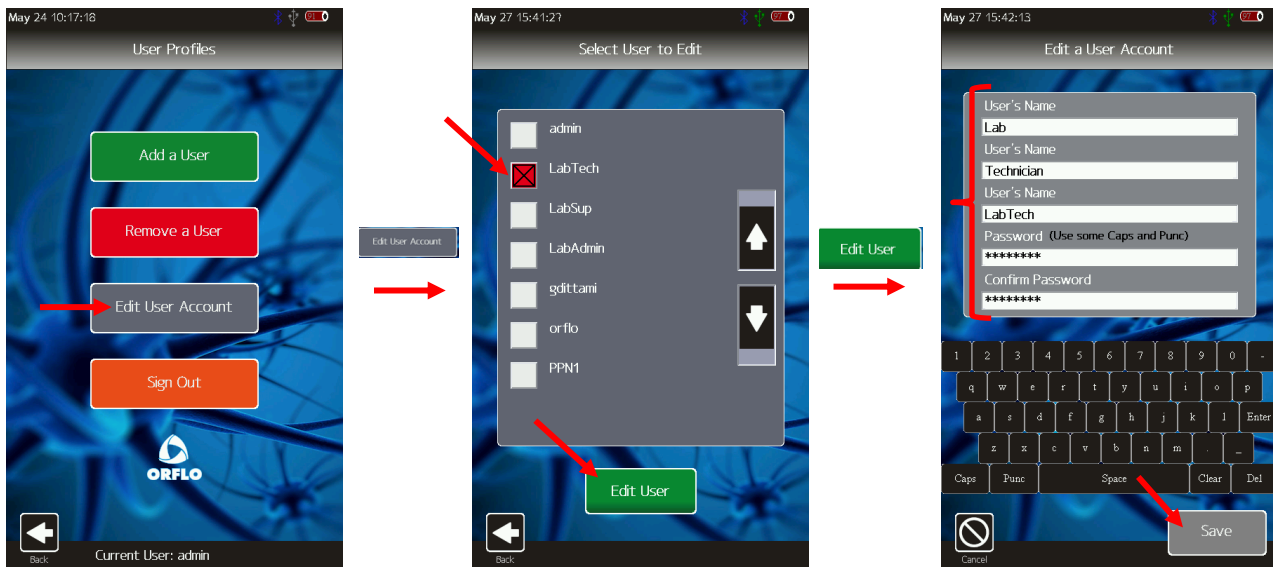 May 24 10:17:18
91
User Profiles
Add a User
Remove a User
Edit User Account
Sign Out
ORFLO
Back
Current User: admin
Edit User Account
May 27 15:41:27
97
Select User to Edit
admin
LabTech
LabSup
LabAdmin
gdittami
orflo
PPN1
Edit User
Back
Edit User
May 27 15:42:13
97
Edit a User Account
User's Name
Lab
User's Name
Technician
User's Name
LabTech
Password (Use some Caps and Punc)
********
Confirm Password
********
1 2 3 4 5 6 7 8 9 0 -
q w e r t y u i o p
a s d f g h j k l Enter
z x c v b n m . _
Caps Punc Space Clear Del
Save
Cancel